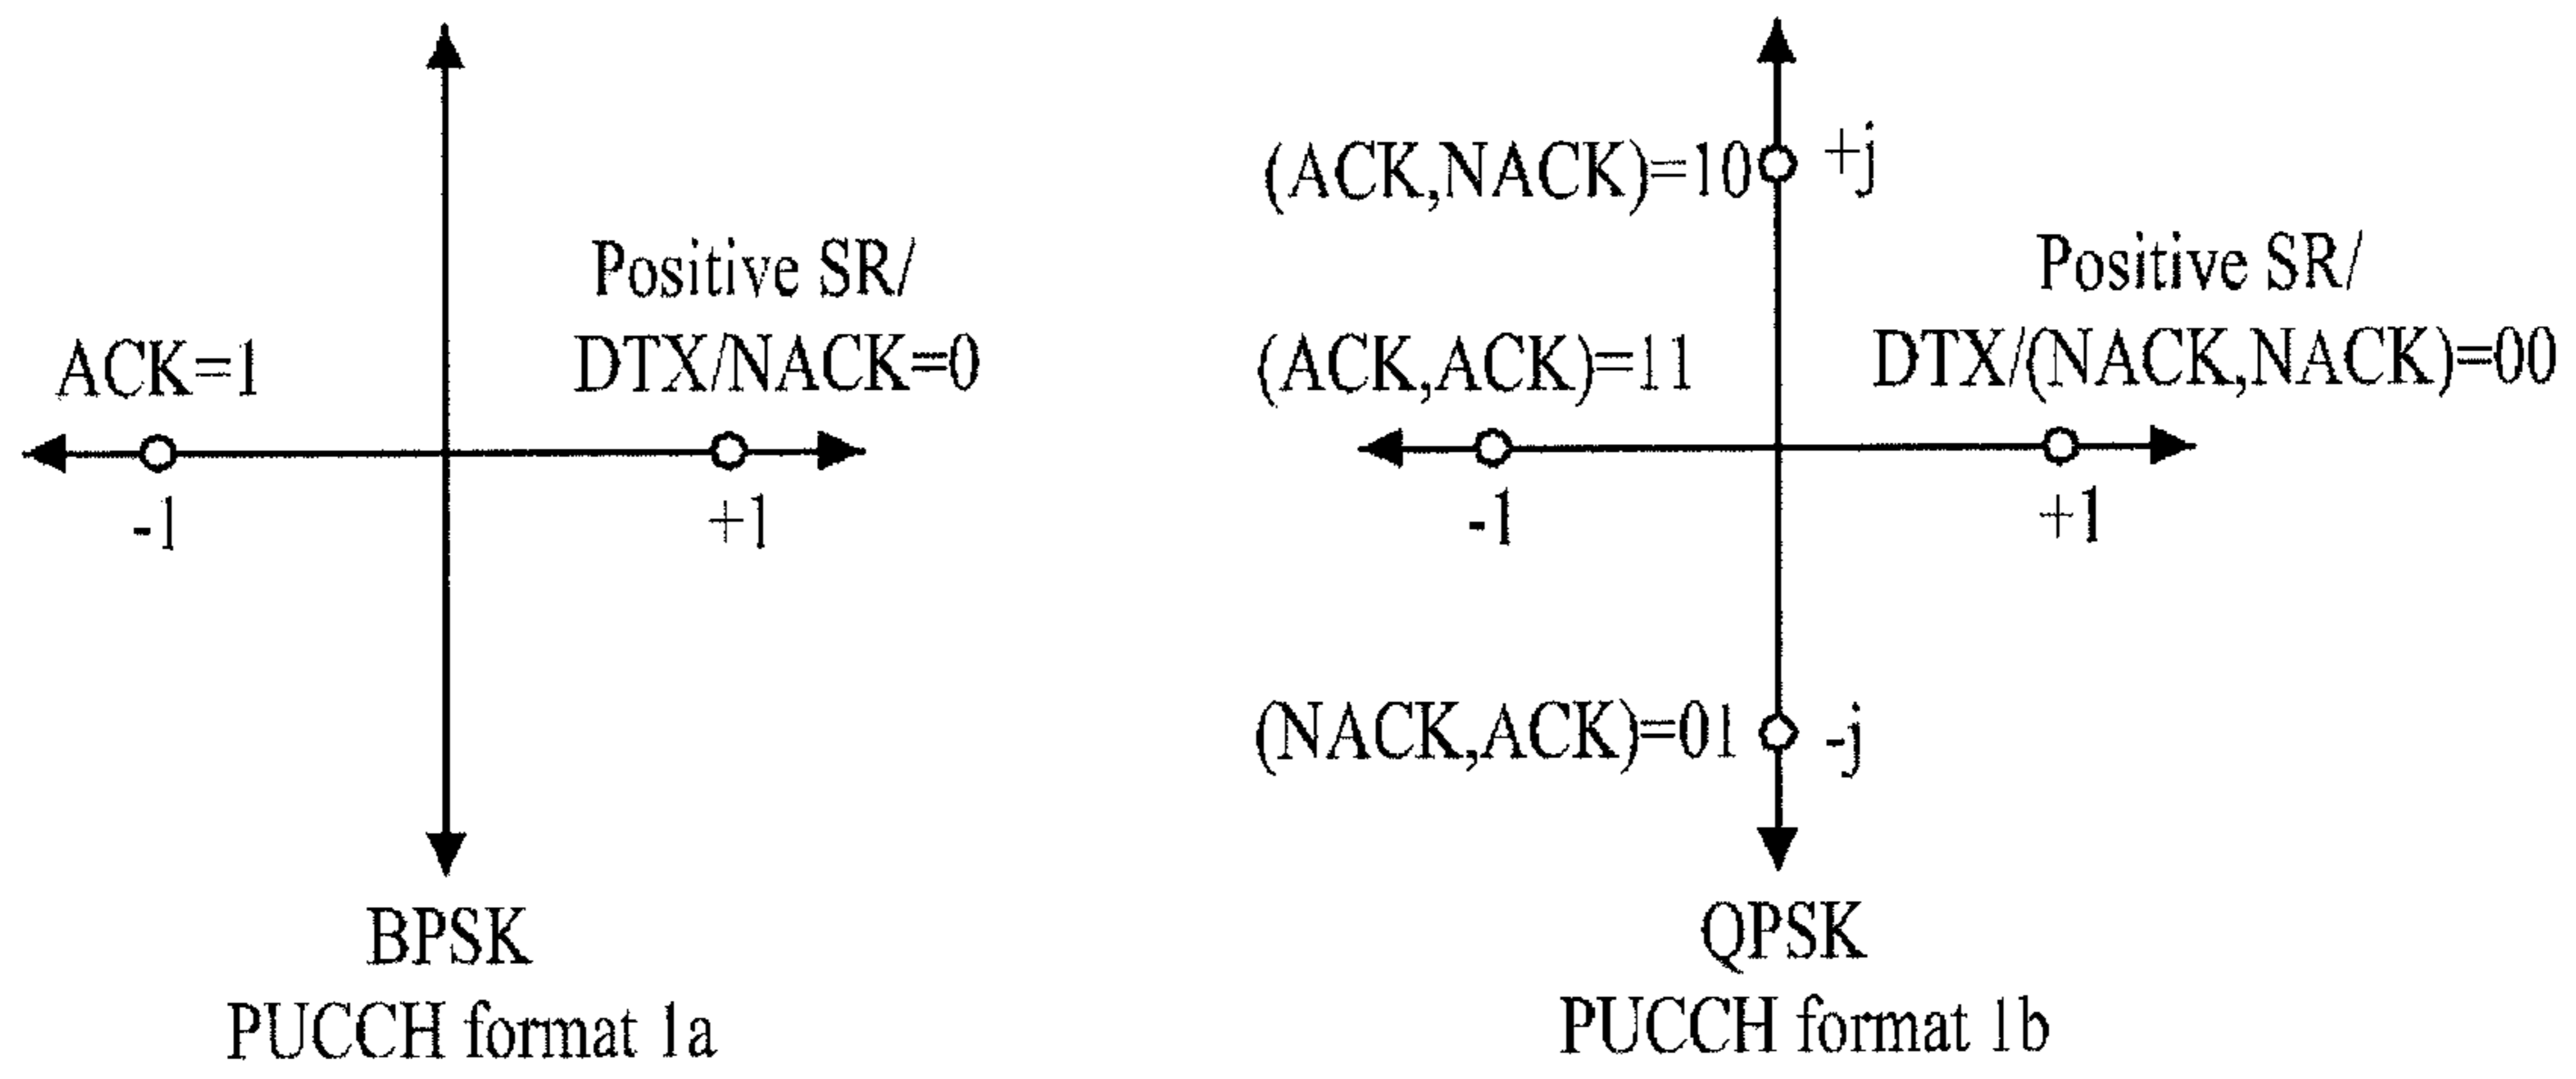 Positive SR/
DTX/NACK=0
ACK=1
-1
+1
BPSK
PUCCH format 1a
(ACK,NACK)=10
+j
Positive SR/
DTX/(NACK,NACK)=00
(ACK,ACK)=11
-1
+1
(NACK,ACK)=01
-j
QPSK
PUCCH format 1b